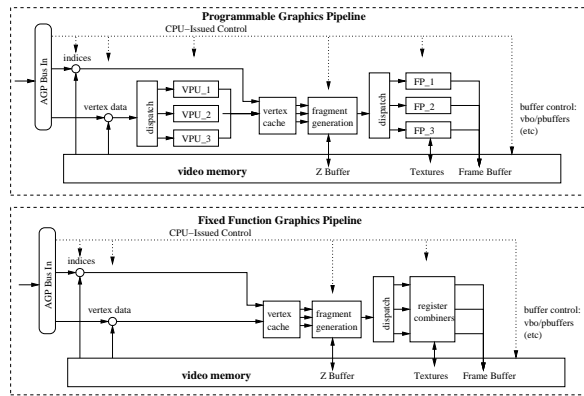 Programmable Graphics Pipeline
CPU−Issued Control
AGP Bus In
indices
vertex data
dispatch
VPU_1
VPU_2
VPU_3
vertex
cache
fragment
generation
dispatch
FP_1
FP_2
FP_3
buffer control:
vbo/pbuffers
(etc)
video memory
Z Buffer
Textures
Frame Buffer
Fixed Function Graphics Pipeline
CPU−Issued Control
AGP Bus In
indices
vertex data
vertex
cache
fragment
generation
dispatch
register
combiners
buffer control:
vbo/pbuffers
(etc)
video memory
Z Buffer
Textures
Frame Buffer